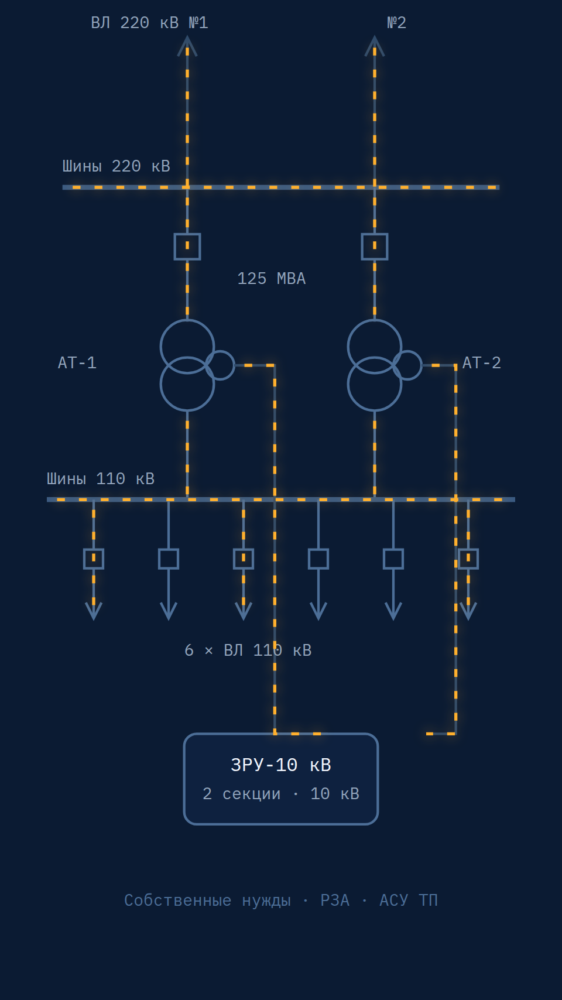 ВЛ 220 кВ №1
№2
Шины 220 кВ
125 МВА
АТ-1
АТ-2
Шины 110 кВ
6 × ВЛ 110 кВ
ЗРУ-10 кВ
2 секции · 10 кВ
Собственные нужды · РЗА · АСУ ТП